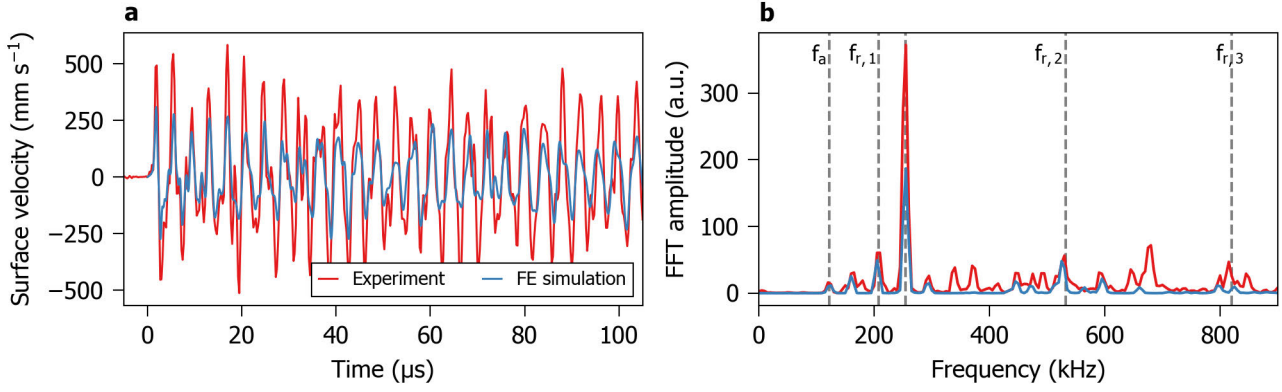 a
Surface velocity (mm s⁻¹)
500
250
0
−250
−500
Experiment
FE simulation
0
20
40
60
80
100
Time (μs)
b
FFT amplitude (a.u.)
300
200
100
0
fa
fr, 1
fr, 2
fr, 3
0
200
400
600
800
Frequency (kHz)